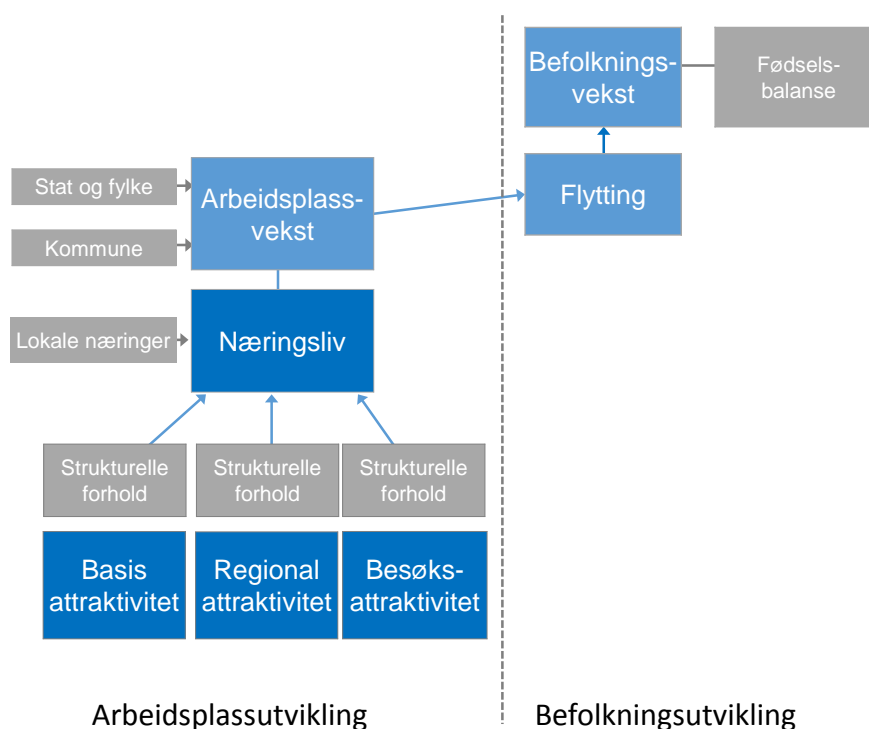 Befolknings-
vekst
Fødsels-
balanse
Stat og fylke
Arbeidsplass-
vekst
Flytting
Kommune
Lokale næringer
Næringsliv
Strukturelle
forhold
Strukturelle
forhold
Strukturelle
forhold
Basis
attraktivitet
Regional
attraktivitet
Besøks-
attraktivitet
Arbeidsplassutvikling
Befolkningsutvikling